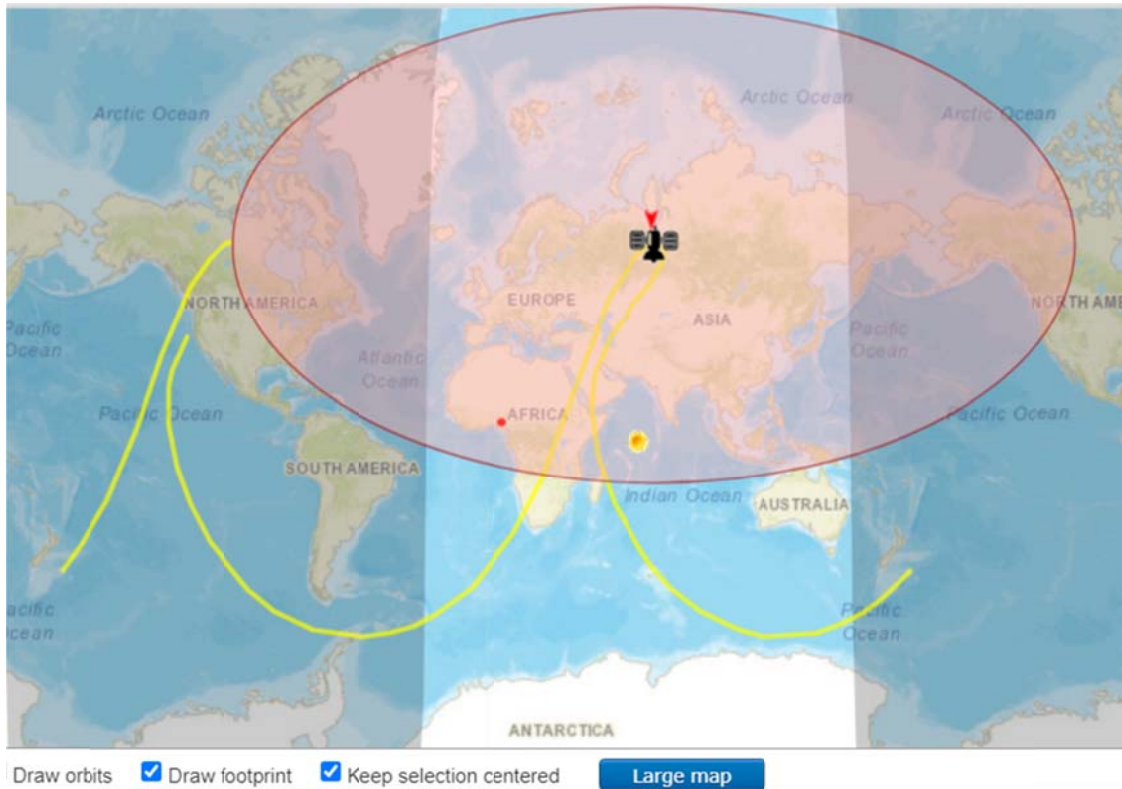 Arctic Ocean
Arctic Ocean
Arctic Ocean
NORTH AMERICA
EUROPE
ASIA
NORTH AME
Pacific
Ocean
Atlantic
Ocean
Pacific
Ocean
Pacific Ocean
AFRICA
Pacific Ocean
SOUTH AMERICA
Indian Ocean
AUSTRALIA
Pacific
Ocean
Pacific
Ocean
ANTARCTICA
Draw orbits Draw footprint Keep selection centered Large map